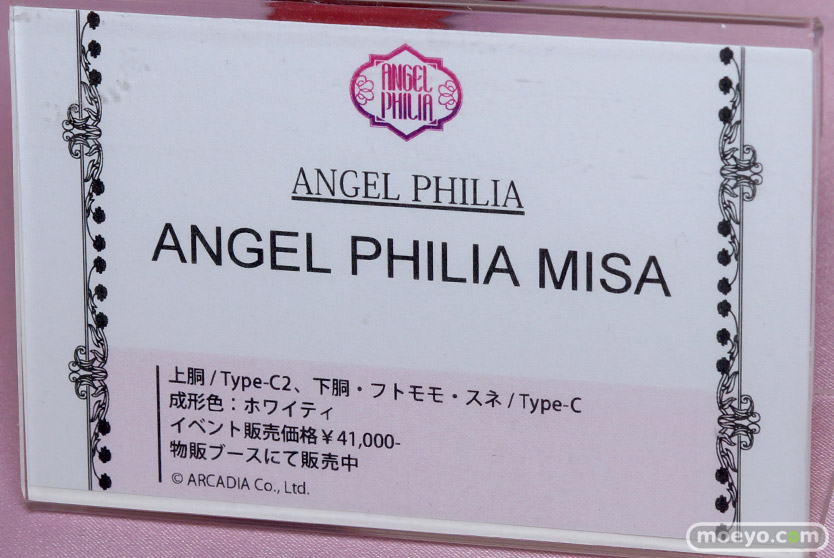 ANGEL
PHILIA
ANGEL PHILIA
ANGEL PHILIA MISA
上胴 / Type-C2、下胴・フトモモ・スネ / Type-C
成形色：ホワイティ
イベント販売価格￥41,000-
物販ブースにて販売中
© ARCADIA Co., Ltd.
moeyo.com